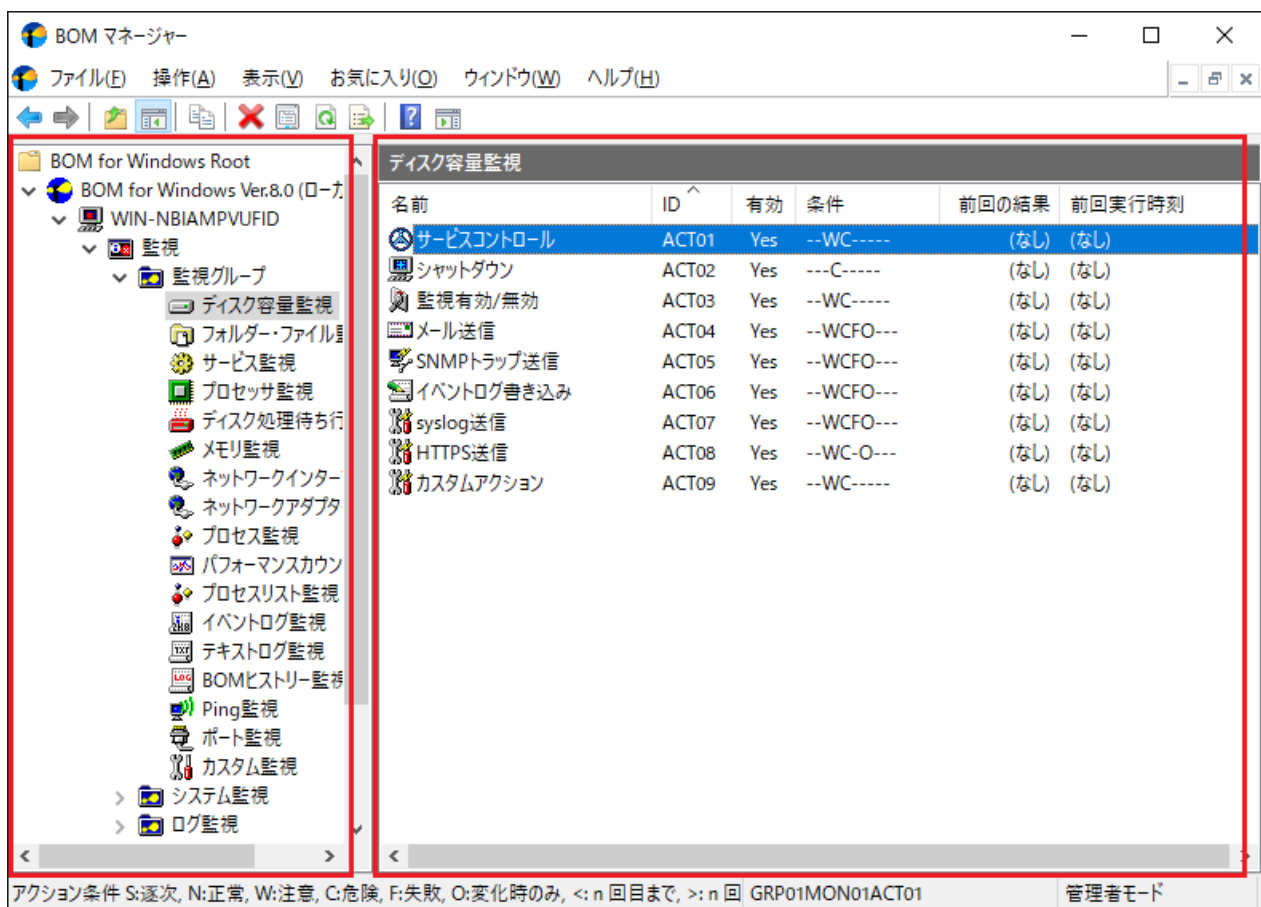 BOM マネージャー
ファイル(F) 操作(A) 表示(V) お気に入り(O) ウィンドウ(W) ヘルプ(H)
BOM for Windows Root
BOM for Windows Ver.8.0 (ローカ
WIN-NBIAMPVUFID
監視
監視グループ
ディスク容量監視
フォルダー・ファイル監
サービス監視
プロセッサ監視
ディスク処理待ち行
メモリ監視
ネットワークインター
ネットワークアダプタ
プロセス監視
パフォーマンスカウン
プロセスリスト監視
イベントログ監視
テキストログ監視
BOMヒストリー監視
Ping監視
ポート監視
カスタム監視
システム監視
ログ監視
ディスク容量監視
名前 ID 有効 条件 前回の結果 前回実行時刻
サービスコントロール ACT01 Yes --WC----- (なし) (なし)
シャットダウン ACT02 Yes ---C----- (なし) (なし)
監視有効/無効 ACT03 Yes --WC----- (なし) (なし)
メール送信 ACT04 Yes --WCFO--- (なし) (なし)
SNMPトラップ送信 ACT05 Yes --WCFO--- (なし) (なし)
イベントログ書き込み ACT06 Yes --WCFO--- (なし) (なし)
syslog送信 ACT07 Yes --WCFO--- (なし) (なし)
HTTPS送信 ACT08 Yes --WC-O--- (なし) (なし)
カスタムアクション ACT09 Yes --WC----- (なし) (なし)
アクション条件 S:逐次, N:正常, W:注意, C:危険, F:失敗, O:変化時のみ, <: n 回目まで, >: n 回 GRP01MON01ACT01 管理者モード